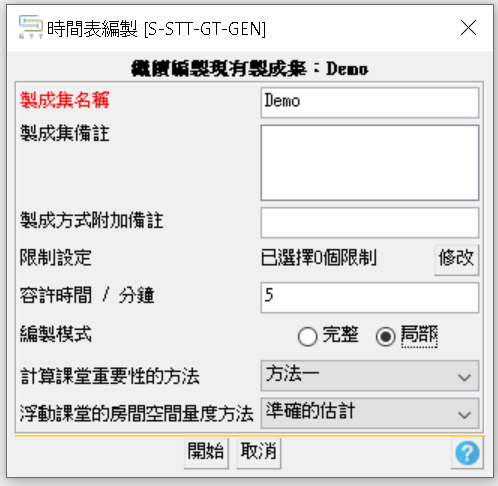 時間表編製 [S-STT-GT-GEN]
繼續編製現有製成集：Demo
製成集名稱 Demo
製成集備註
製成方式附加備註
限制設定 已選擇0個限制 修改
容許時間 / 分鐘 5
編製模式 完整 局部
計算課堂重要性的方法 方法一
浮動課堂的房間空間量度方法 準確的估計
開始 取消 ?